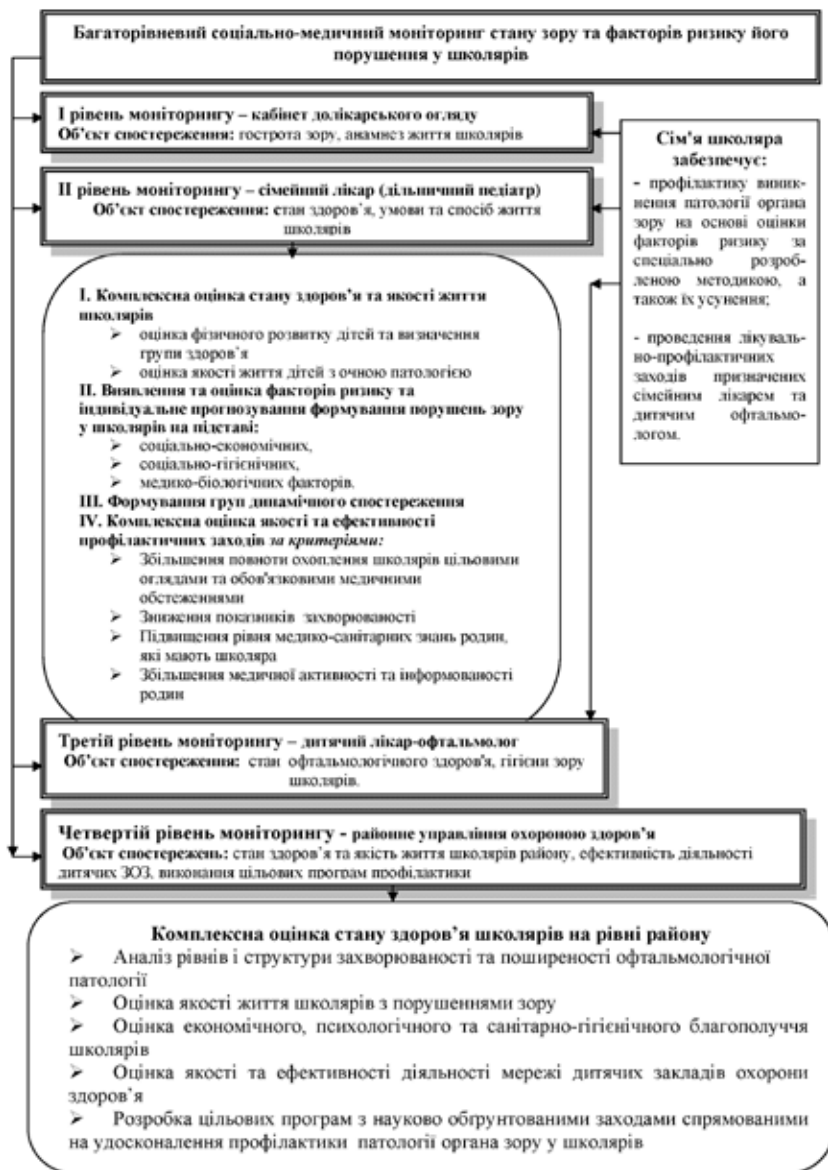 Багаторівневий соціально-медичний моніторинг стану зору та факторів ризику його
порушення у школярів
І рівень моніторингу – кабінет долікарського огляду
Об'єкт спостереження: гострота зору, анамнез життя школярів
ІІ рівень моніторингу – сімейний лікар (дільничний педіатр)
Об'єкт спостереження: стан здоров'я, умови та спосіб життя
школярів
Сім'я школяра
забезпечує:
- профілактику виник-
нення патології органа
зору на основі оцінки
факторів ризику за
спеціально розроб-
леною методикою, а
також їх усунення;
- проведення лікуваль-
но-профілактичних
заходів призначених
сімейним лікарем та
дитячим офтальмо-
логом.
І. Комплексна оцінка стану здоров'я та якості життя
школярів
➢ оцінка фізичного розвитку дітей та визначення
групи здоров`я
➢ оцінка якості життя дітей з очною патологією
ІІ. Виявлення та оцінка факторів ризику та
індивідуальне прогнозування формування порушень зору
у школярів на підставі:
➢ соціально-економічних,
➢ соціально-гігієнічних,
➢ медико-біологічних факторів.
ІІІ. Формування груп динамічного спостереження
IV. Комплексна оцінка якості та ефективності
профілактичних заходів за критеріями:
➢ Збільшення повноти охоплення школярів цільовими
оглядами та обов'язковими медичними
обстеженнями
➢ Зниження показників захворюваності
➢ Підвищення рівня медико-санітарних знань родин,
які мають школяра
➢ Збільшення медичної активності та інформованості
родин
Третій рівень моніторингу – дитячий лікар-офтальмолог
Об'єкт спостереження: стан офтальмологічного здоров'я, гігієни зору
школярів.
Четвертій рівень моніторингу - районне управління охороною здоров'я
Об'єкт спостережень: стан здоров'я та якість життя школярів району, ефективність діяльності
дитячих ЗОЗ, виконання цільових програм профілактики
Комплексна оцінка стану здоров'я школярів на рівні району
➢ Аналіз рівнів і структури захворюваності та поширеності офтальмологічної
патології
➢ Оцінка якості життя школярів з порушеннями зору
➢ Оцінка економічного, психологічного та санітарно-гігієнічного благополуччя
школярів
➢ Оцінка якості та ефективності діяльності мережі дитячих закладів охорони
здоров'я
➢ Розробка цільових програм з науково обґрунтованими заходами спрямованими
на удосконалення профілактики патології органа зору у школярів